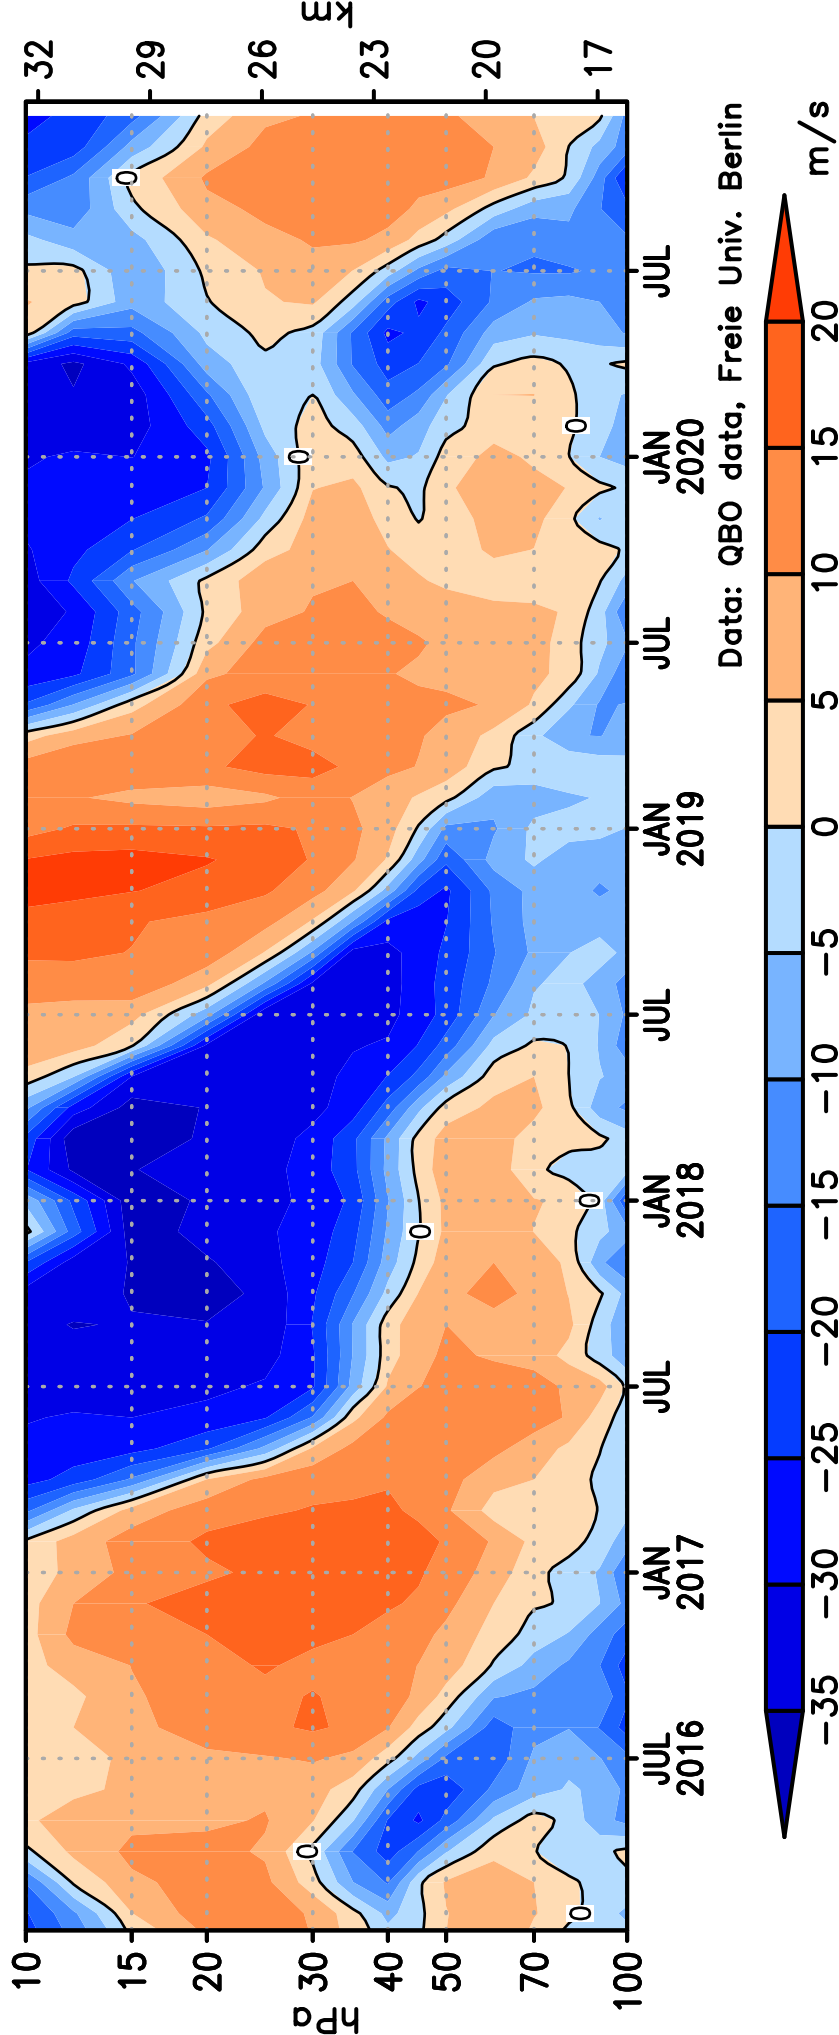 hPa
10
15
20
30
40
50
70
100
km
32
29
26
23
20
17
0
0
0
0
0
0
0
JUL
2016
JAN
2017
JUL
JAN
2018
JUL
JAN
2019
JUL
JAN
2020
JUL
Data: QBO data, Freie Univ. Berlin
−35
−30
−25
−20
−15
−10
−5
0
5
10
15
20
m/s